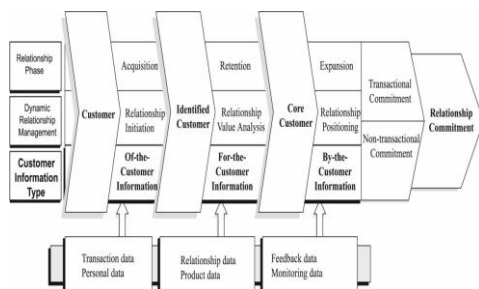 Relationship
Phase
Dynamic
Relationship
Management
Customer
Information
Type
Customer
Acquisition
Relationship
Initiation
Of-the-
Customer
Information
Identified
Customer
Retention
Relationship
Value Analysis
For-the-
Customer
Information
Core
Customer
Expansion
Relationship
Positioning
By-the-
Customer
Information
Transactional
Commitment
Non-transactional
Commitment
Relationship
Commitment
Transaction data
Personal data
Relationship data
Product data
Feedback data
Monitoring data